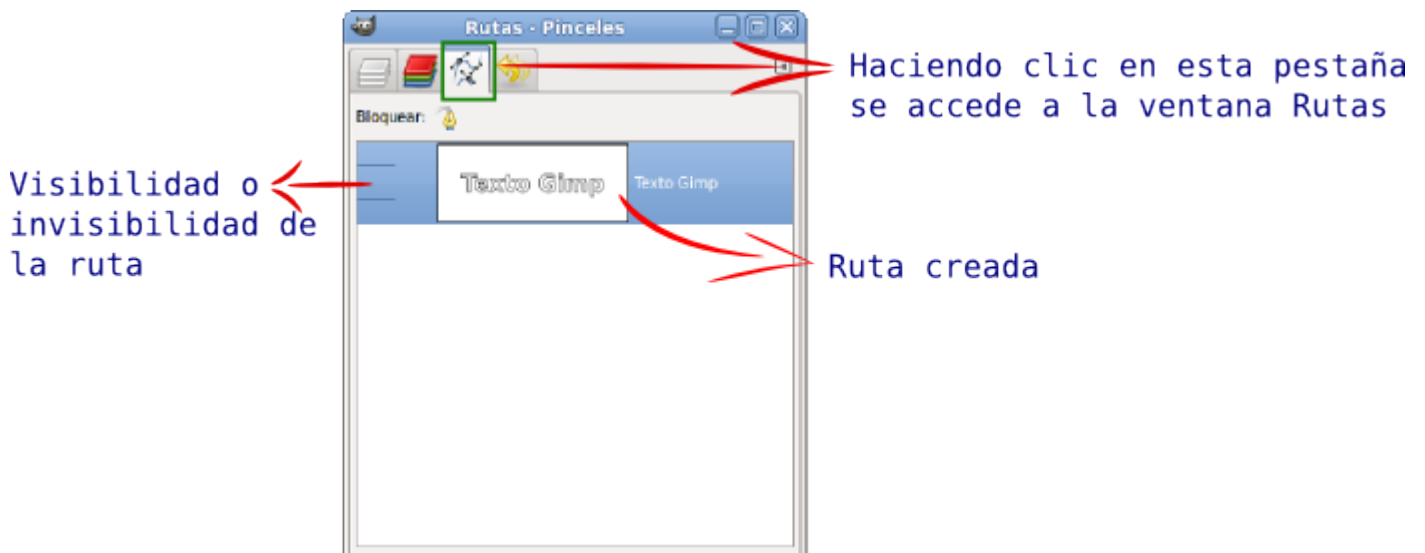 Rutas - Pinceles
Haciendo clic en esta pestaña
se accede a la ventana Rutas
Bloquear:
Visibilidad o
invisibilidad de
la ruta
Texto Gimp
Texto Gimp
Ruta creada